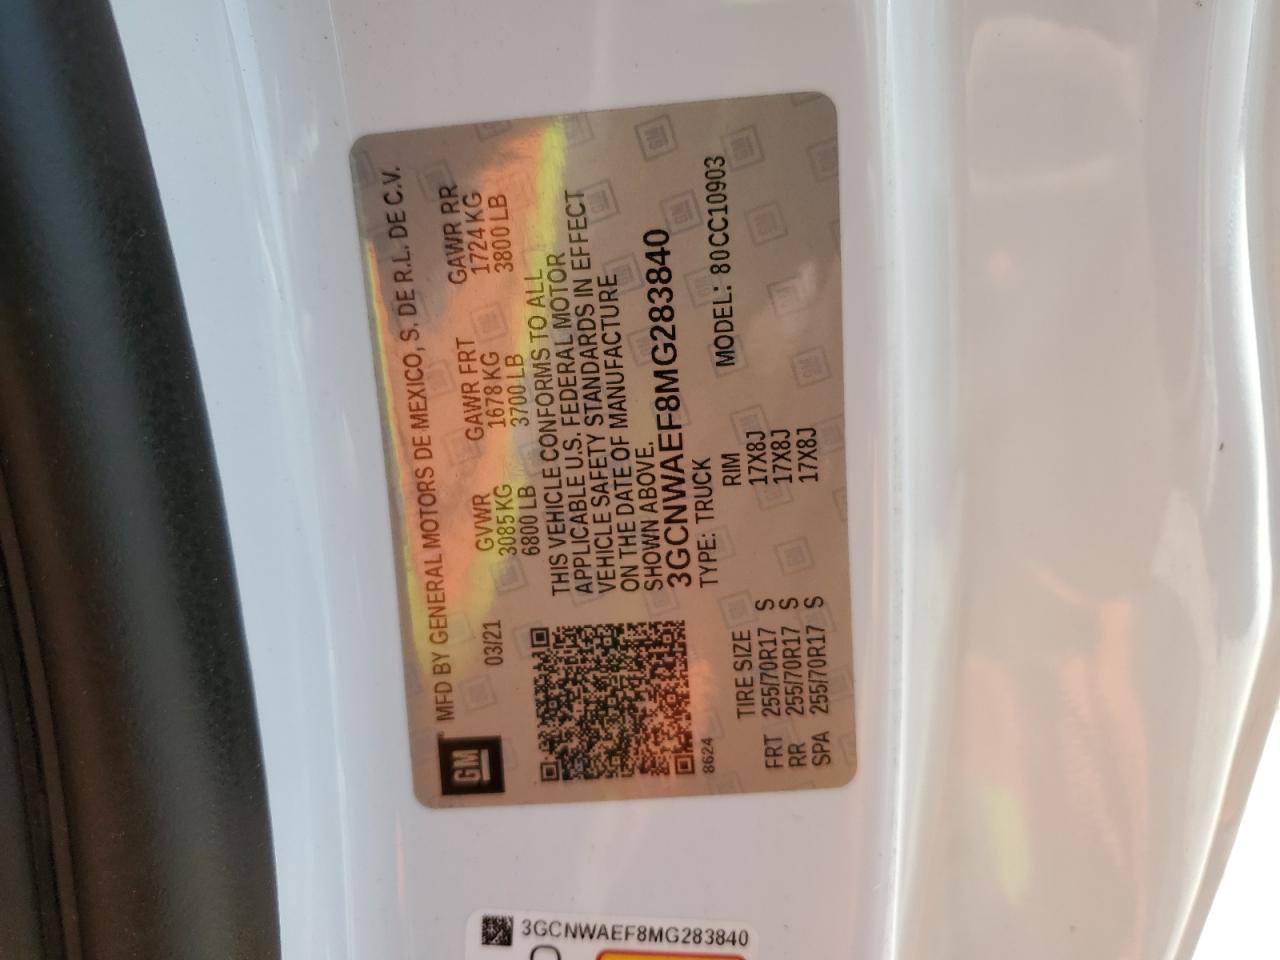 GM
MFD BY GENERAL MOTORS DE MEXICO, S. DE R.L. DE C.V.
03/21 GVWR GAWR FRT GAWR RR
3085 KG 1678 KG 1724 KG
6800 LB 3700 LB 3800 LB
THIS VEHICLE CONFORMS TO ALL
APPLICABLE U.S. FEDERAL MOTOR
VEHICLE SAFETY STANDARDS IN EFFECT
ON THE DATE OF MANUFACTURE
SHOWN ABOVE.
3GCNWAEF8MG283840
8624 TYPE: TRUCK MODEL: 80CC10903
TIRE SIZE RIM
FRT 255/70R17 S 17X8J
RR 255/70R17 S 17X8J
SPA 255/70R17 S 17X8J
3GCNWAEF8MG283840